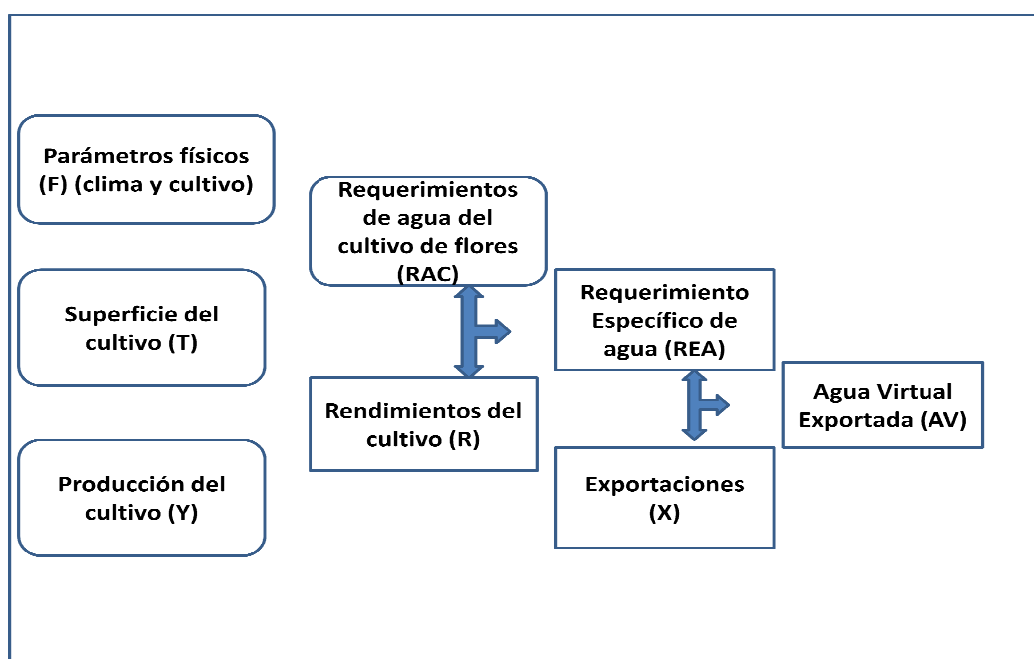 Parámetros físicos
(F) (clima y cultivo)
Superficie del
cultivo (T)
Producción del
cultivo (Y)
Requerimientos
de agua del
cultivo de flores
(RAC)
Rendimientos del
cultivo (R)
Requerimiento
Específico de
agua (REA)
Exportaciones
(X)
Agua Virtual
Exportada (AV)